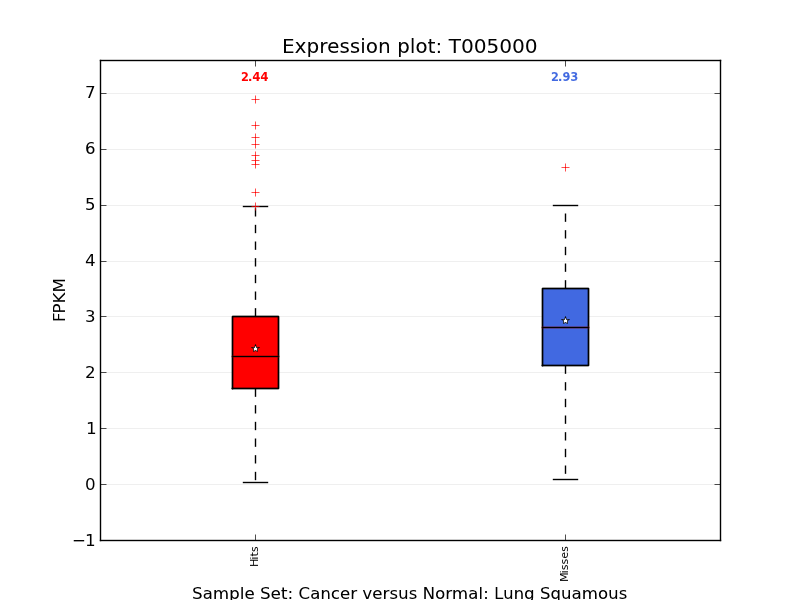 Expression plot: T005000
2.44
2.93
7
6
5
4
3
2
1
0
−1
FPKM
Hits
Misses
Sample Set: Cancer versus Normal: Lung Squamous